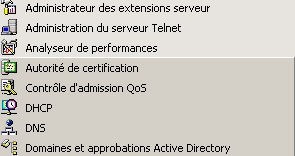 Administrateur des extensions serveur
Administration du serveur Telnet
Analyseur de performances
Autorité de certification
Contrôle d'admission QoS
DHCP
DNS
Domaines et approbations Active Directory